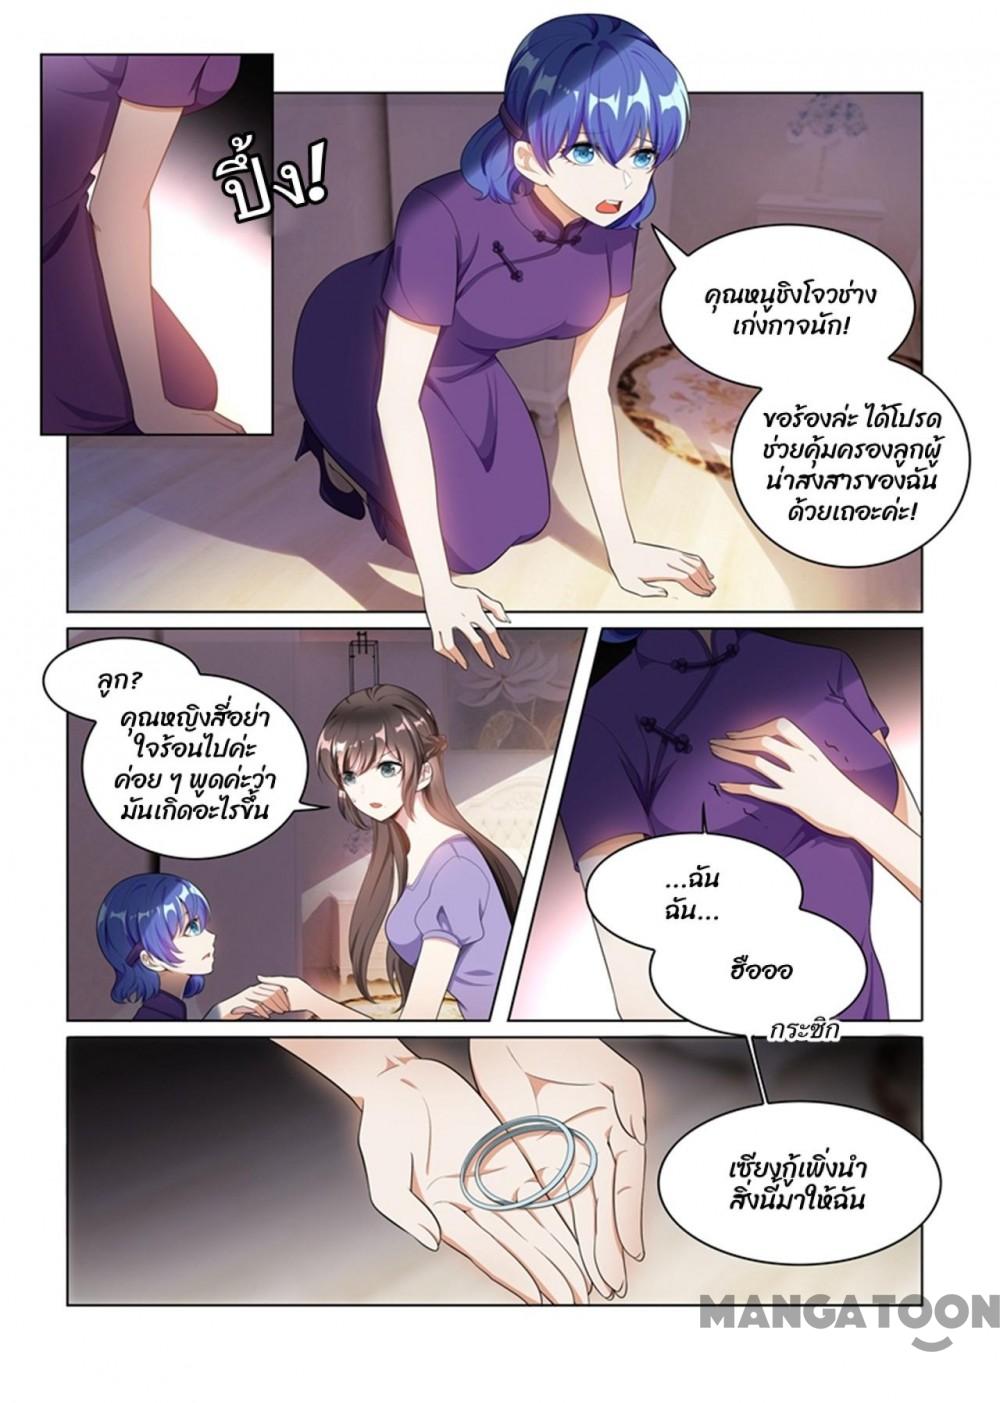 ปึ้ง!
คุณหนูชิงโจวช่าง
เก่งกาจนัก!
ขอร้องล่ะ ได้โปรด
ช่วยคุ้มครองลูกผู้
น่าสงสารของฉัน
ด้วยเถอะค่ะ!
ลูก?
คุณหญิงสี่อย่า
ใจร้อนไปค่ะ
ค่อย ๆ พูดค่ะว่า
มันเกิดอะไรขึ้น
...ฉัน
ฉัน...
ฮือออ
กระซิก
เซียงกู้เพิ่งนำ
สิ่งนี้มาให้ฉัน
MANGATOON